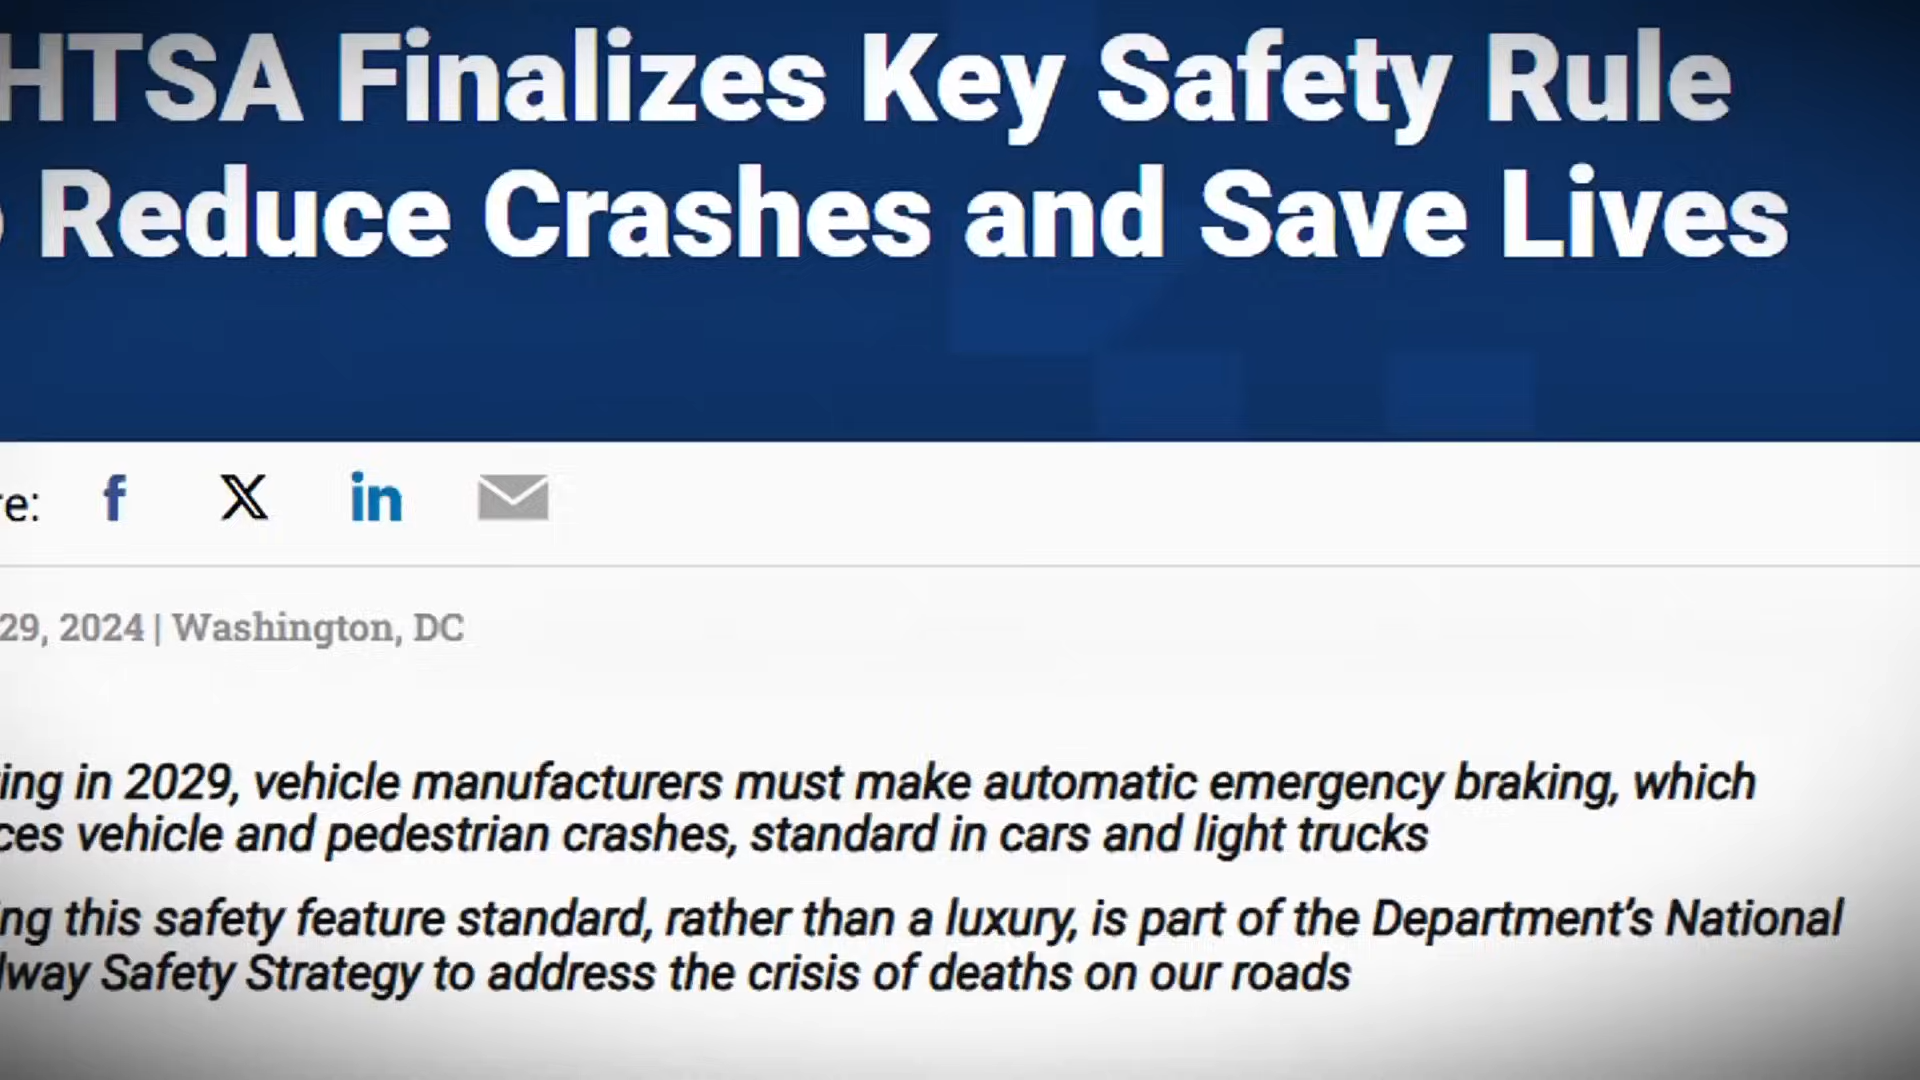 HTSA Finalizes Key Safety Rule
Reduce Crashes and Save Lives
re:
29, 2024 | Washington, DC
ing in 2029, vehicle manufacturers must make automatic emergency braking, which
ces vehicle and pedestrian crashes, standard in cars and light trucks
ng this safety feature standard, rather than a luxury, is part of the Department's National
way Safety Strategy to address the crisis of deaths on our roads